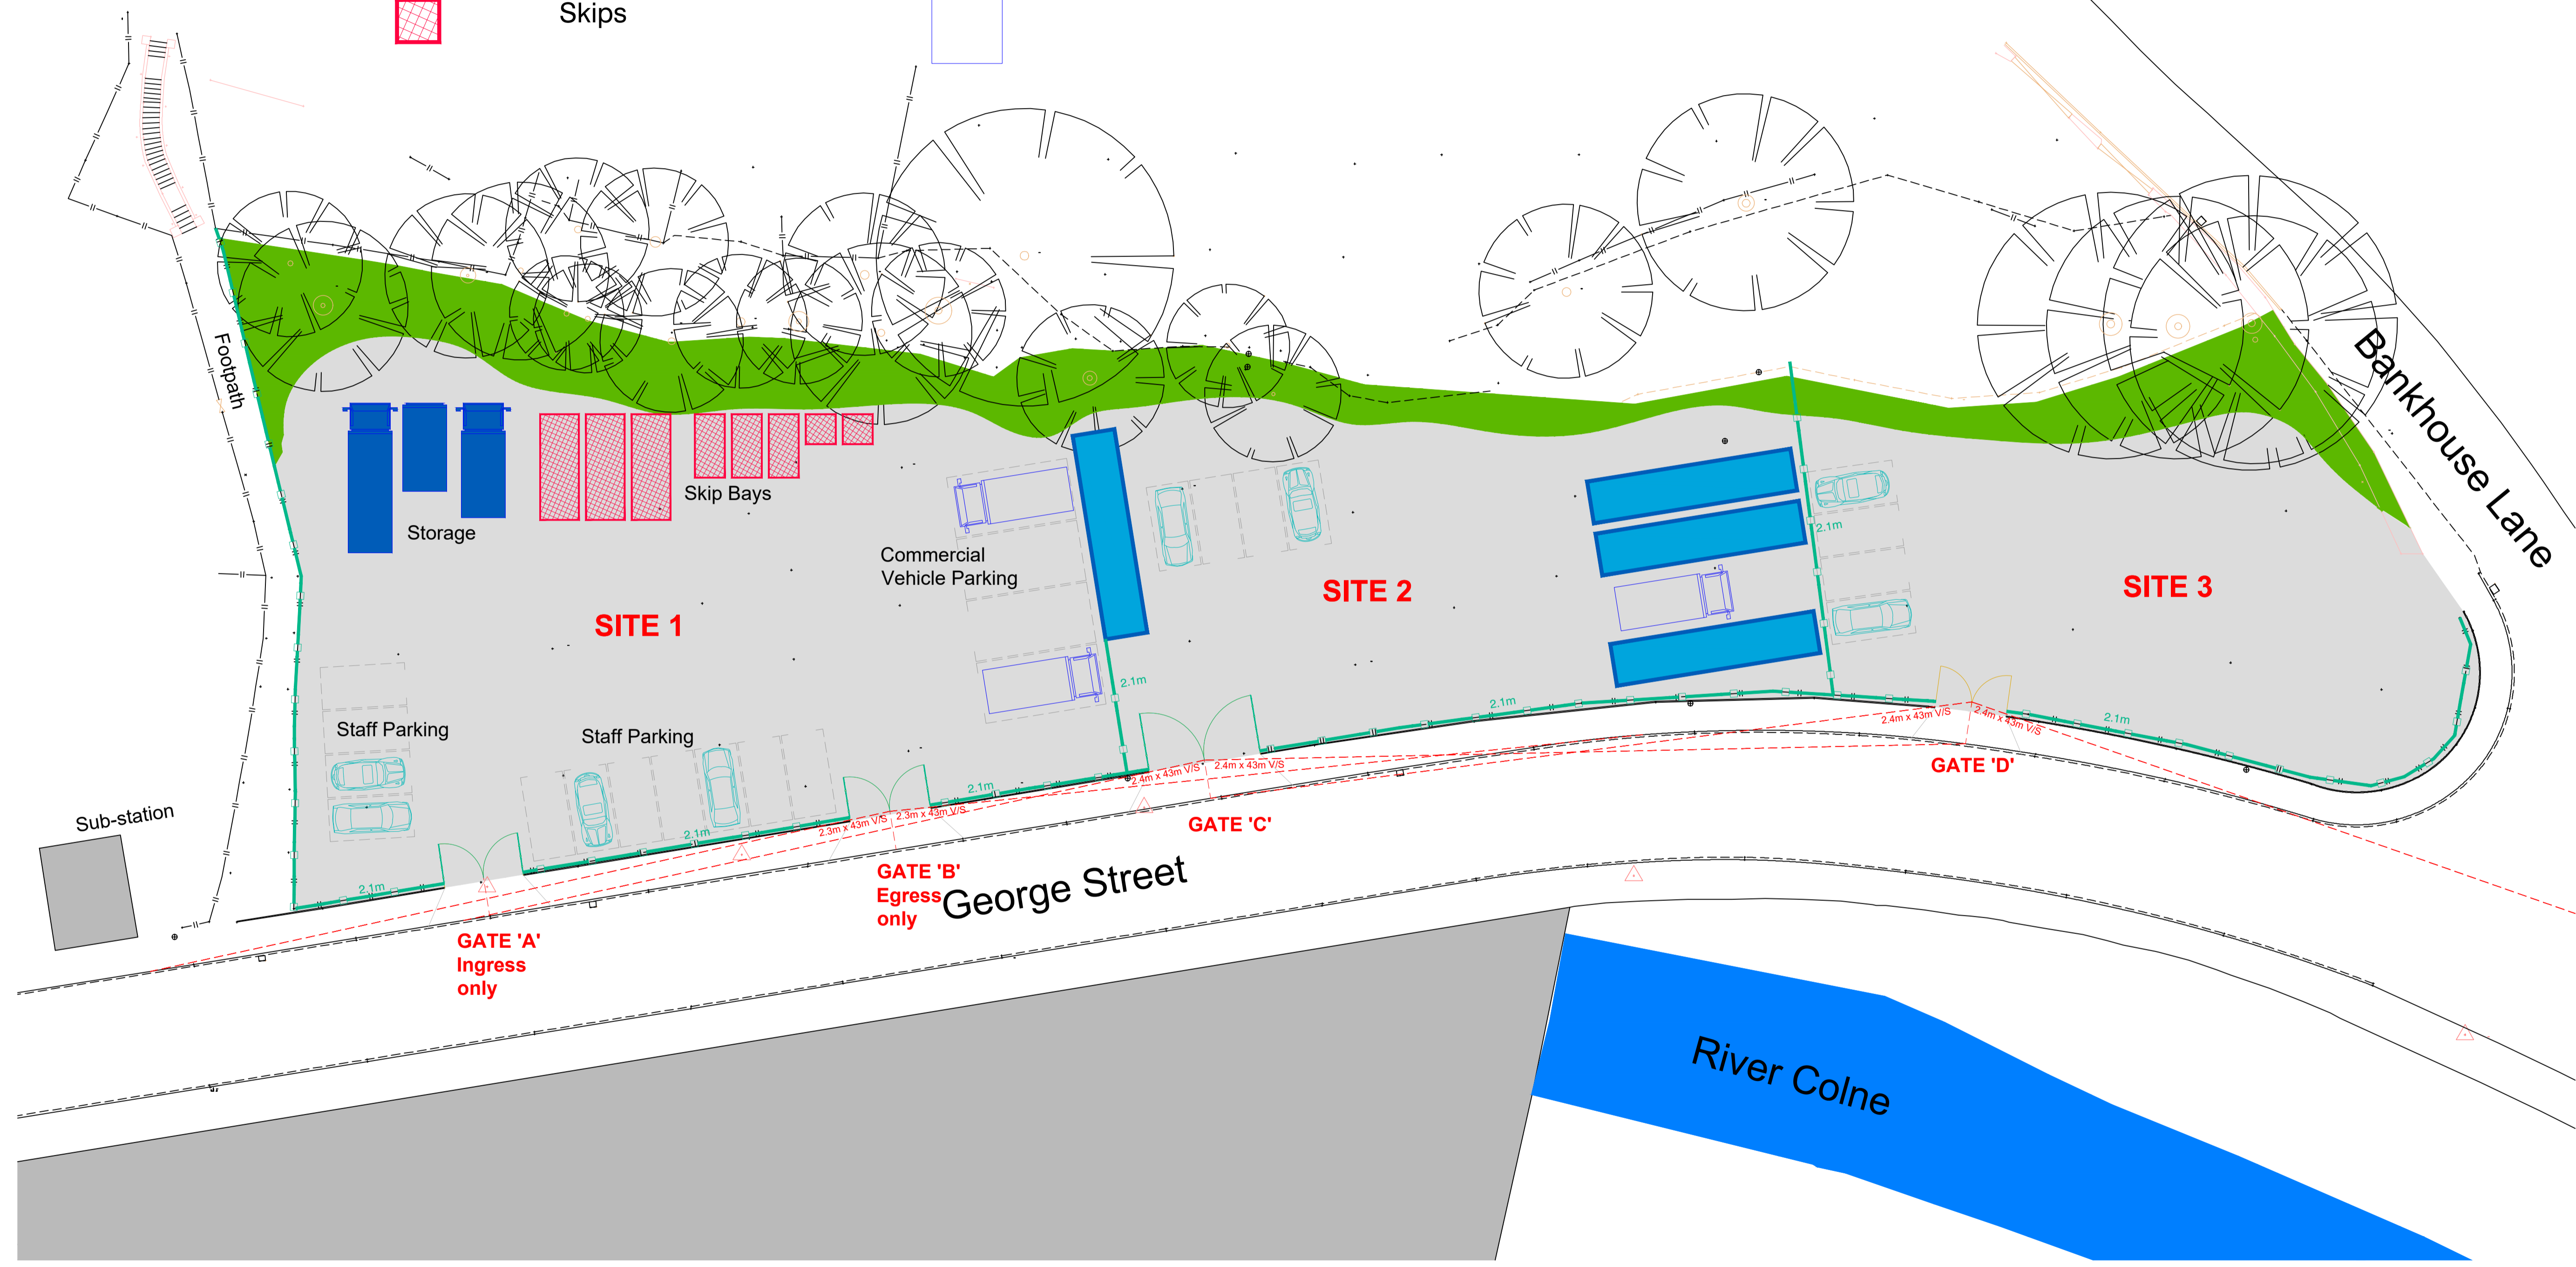 Skips
Footpath
Bankhouse Lane
Storage
Skip Bays
Commercial
Vehicle Parking
2.1m
SITE 1
SITE 2
SITE 3
2.1m
2.1m
2.1m
Staff Parking
Staff Parking
2.4m x 43m V/S
2.4m x 43m V/S
GATE 'D'
2.4m x 43m V/S
2.4m x 43m V/S
2.1m
2.3m x 43m V/S
2.3m x 43m V/S
2.1m
2.1m
Sub-station
GATE 'C'
GATE 'B'
Egress
only
George Street
GATE 'A'
Ingress
only
River Colne